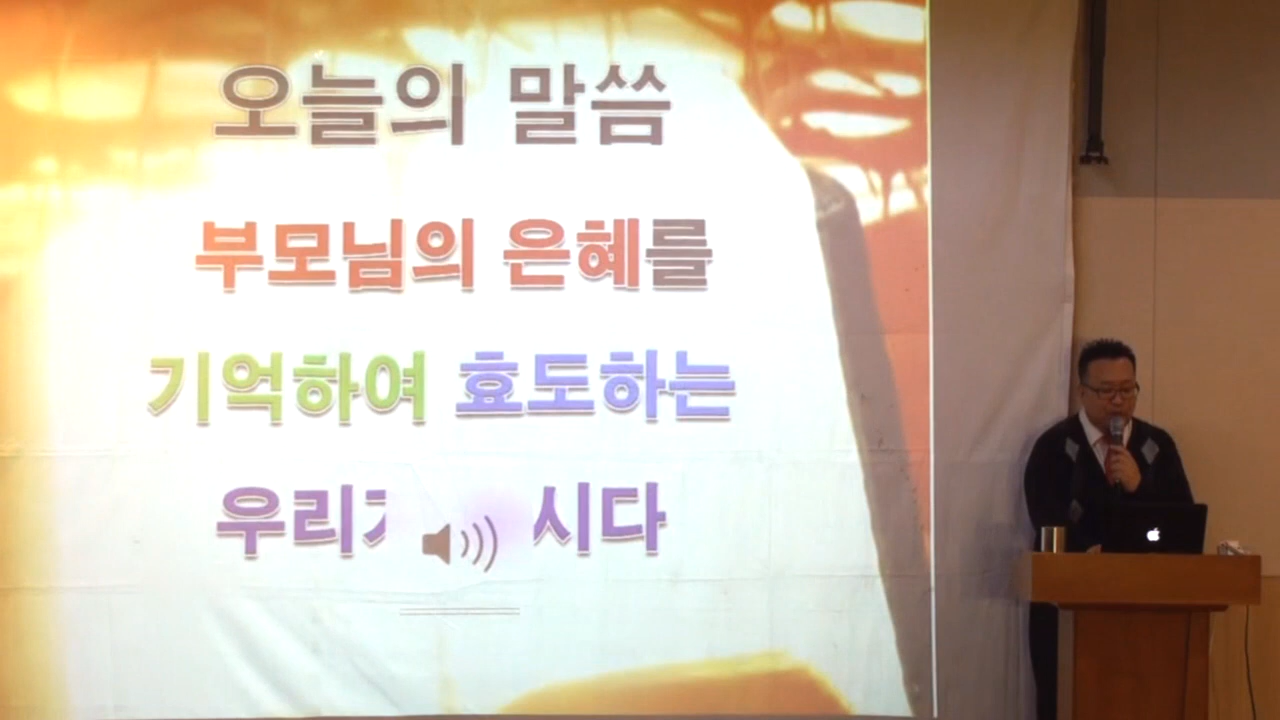 오늘의 말씀
부모님의 은혜를
기억하여 효도하는
우리 시다